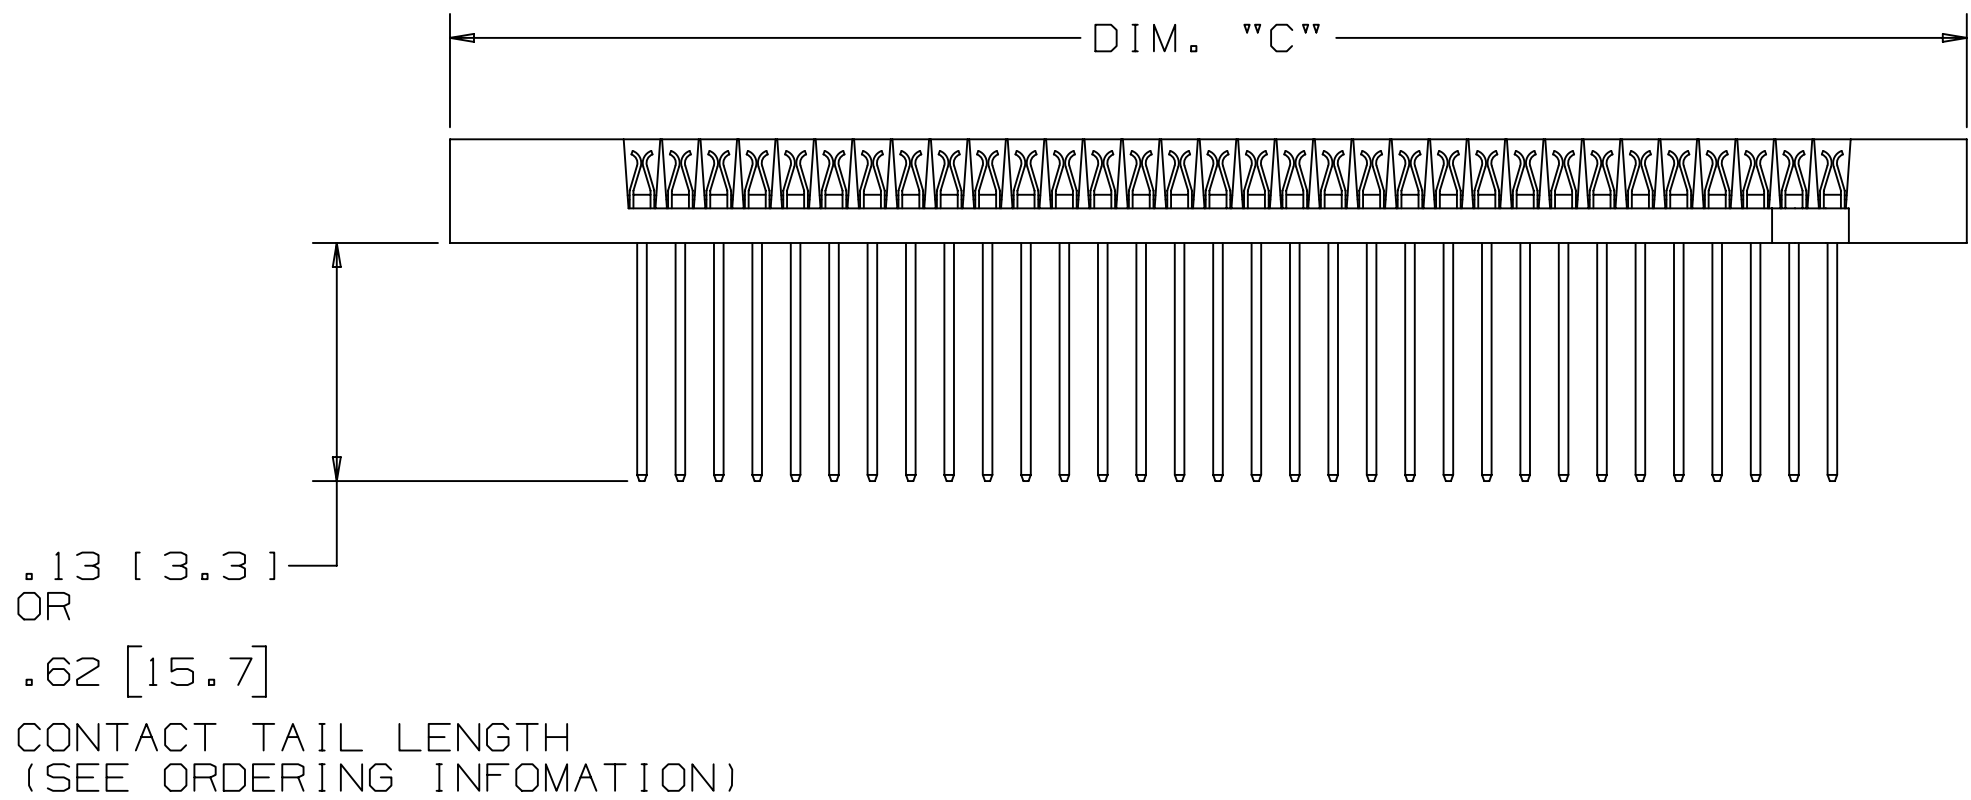 DIM. "C"
.13 [3.3]
OR
.62 [15.7]
CONTACT TAIL LENGTH
(SEE ORDERING INFOMATION)